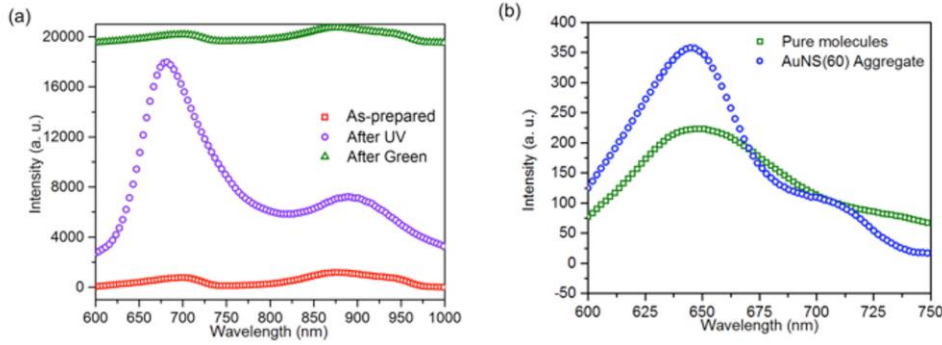 (a)
20000
16000
12000
8000
4000
0
Intensity (a. u.)
As-prepared
After UV
After Green
600 650 700 750 800 850 900 950 1000
Wavelength (nm)
(b)
400
350
300
250
200
150
100
50
0
50
Intensity (a. u.)
Pure molecules
AuNS(60) Aggregate
600 625 650 675 700 725 750
Wavelength (nm)